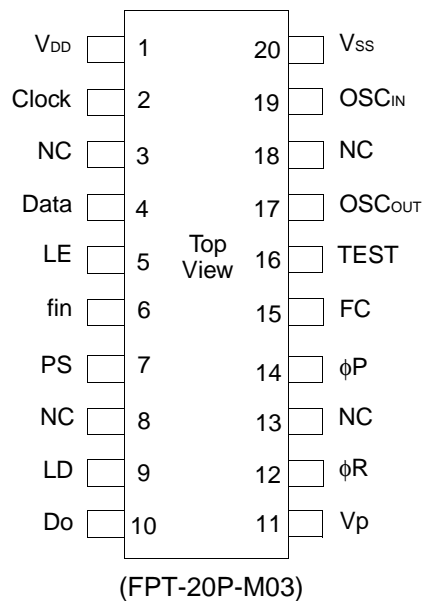 VDD 1 20 VSS
Clock 2 19 OSCIN
NC 3 18 NC
Data 4 17 OSCOUT
LE 5 Top View 16 TEST
fin 6 15 FC
PS 7 14 ϕP
NC 8 13 NC
LD 9 12 ϕR
Do 10 11 Vp
(FPT-20P-M03)